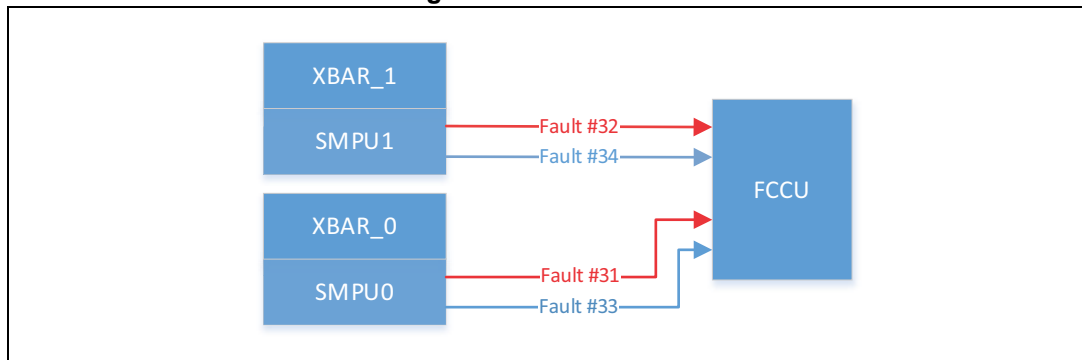 XBAR_1
SMPU1
Fault #32
Fault #34
FCCU
XBAR_0
SMPU0
Fault #31
Fault #33